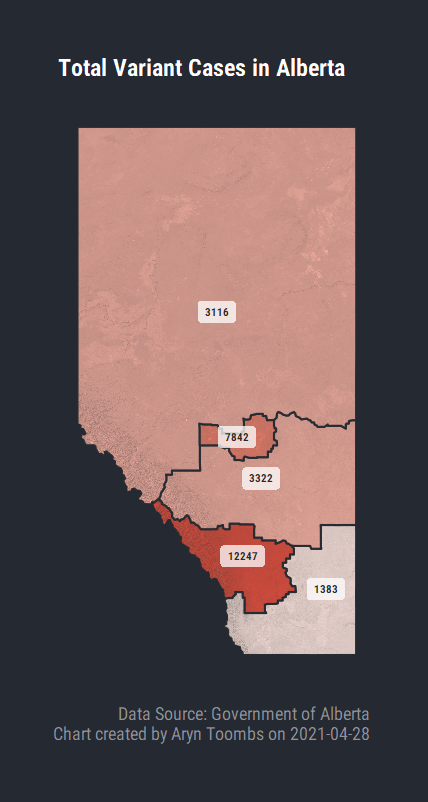 Total Variant Cases in Alberta
3116
7842
3322
12247
1383
Data Source: Government of Alberta
Chart created by Aryn Toombs on 2021-04-28